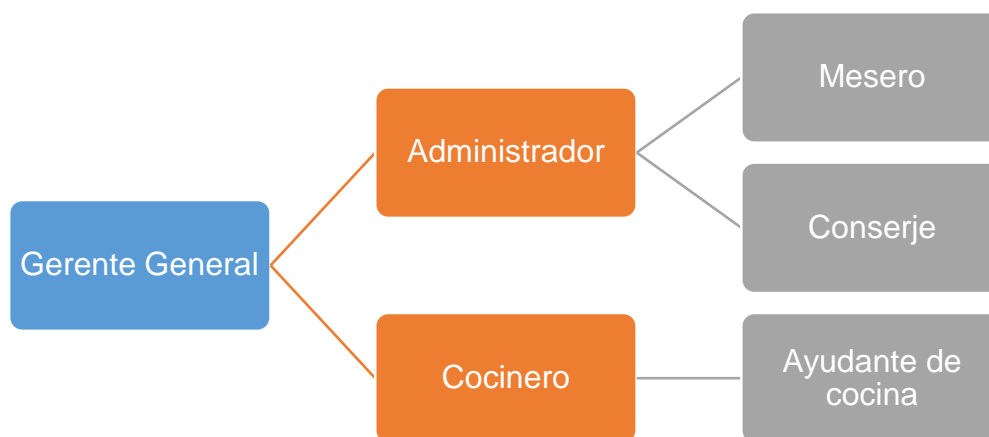 Mesero
Administrador
Conserje
Gerente General
Cocinero
Ayudante de
cocina